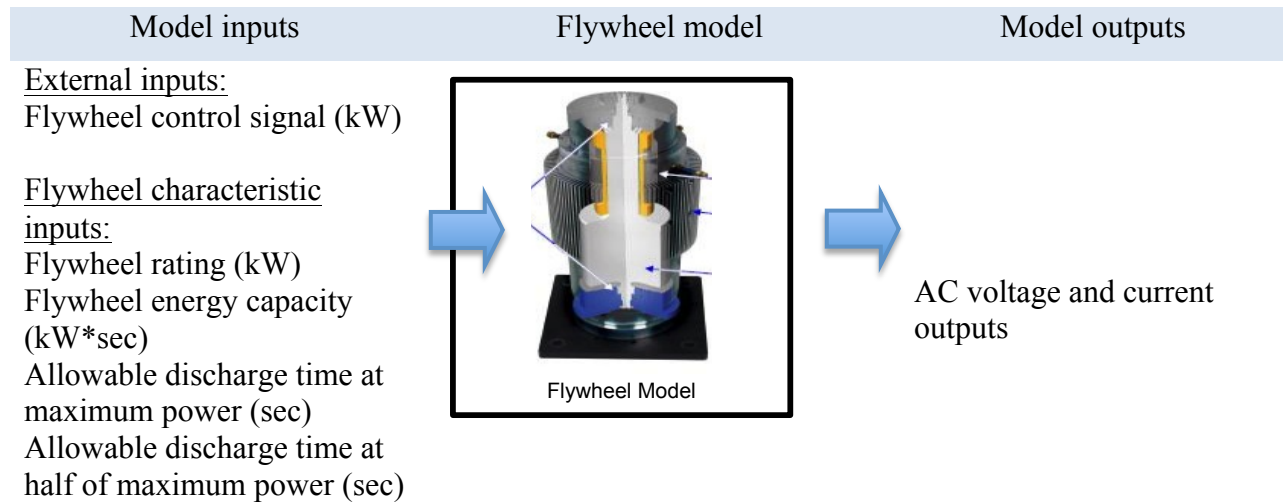 Model inputs
Flywheel model
Model outputs
External inputs:
Flywheel control signal (kW)
Flywheel characteristic
inputs:
Flywheel rating (kW)
Flywheel energy capacity
(kW*sec)
Allowable discharge time at
maximum power (sec)
Allowable discharge time at
half of maximum power (sec)
Flywheel Model
AC voltage and current
outputs